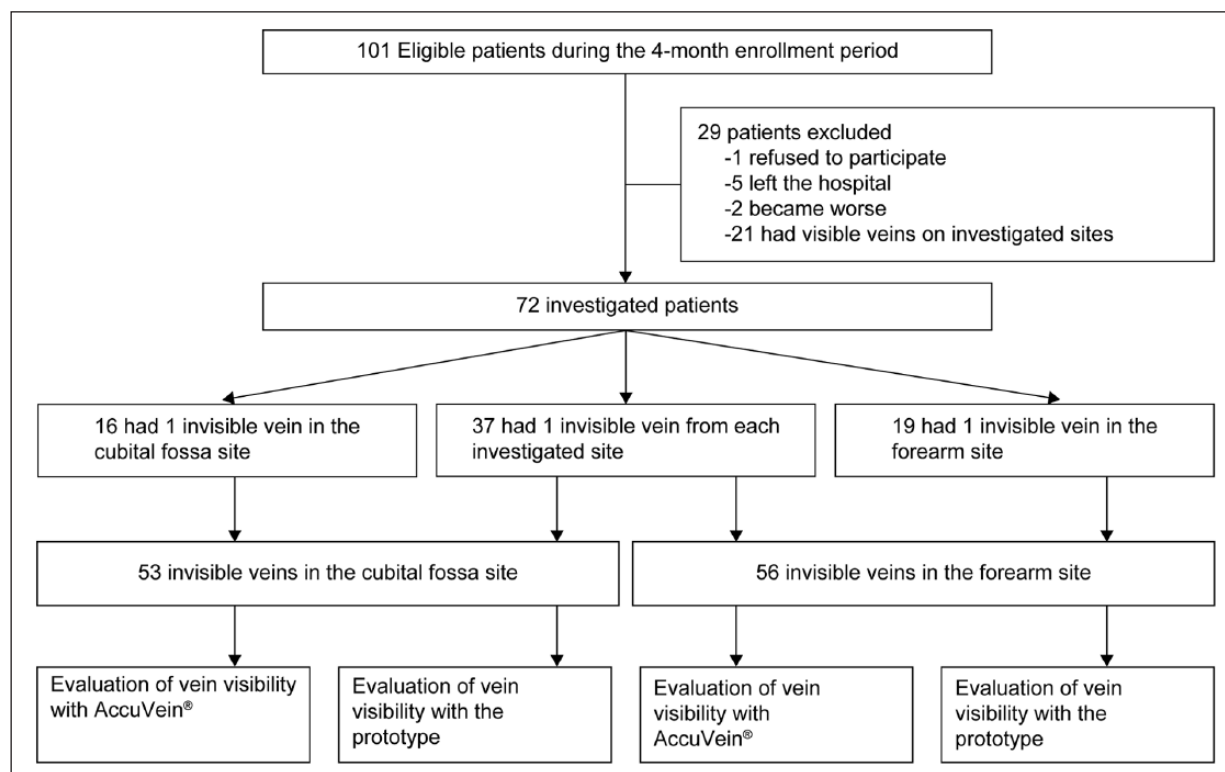 101 Eligible patients during the 4-month enrollment period
29 patients excluded
-1 refused to participate
-5 left the hospital
-2 became worse
-21 had visible veins on investigated sites
72 investigated patients
16 had 1 invisible vein in the
cubital fossa site
37 had 1 invisible vein from each
investigated site
19 had 1 invisible vein in the
forearm site
53 invisible veins in the cubital fossa site
56 invisible veins in the forearm site
Evaluation of vein visibility
with AccuVein®
Evaluation of vein
visibility with the
prototype
Evaluation of vein
visibility with
AccuVein®
Evaluation of vein
visibility with the
prototype